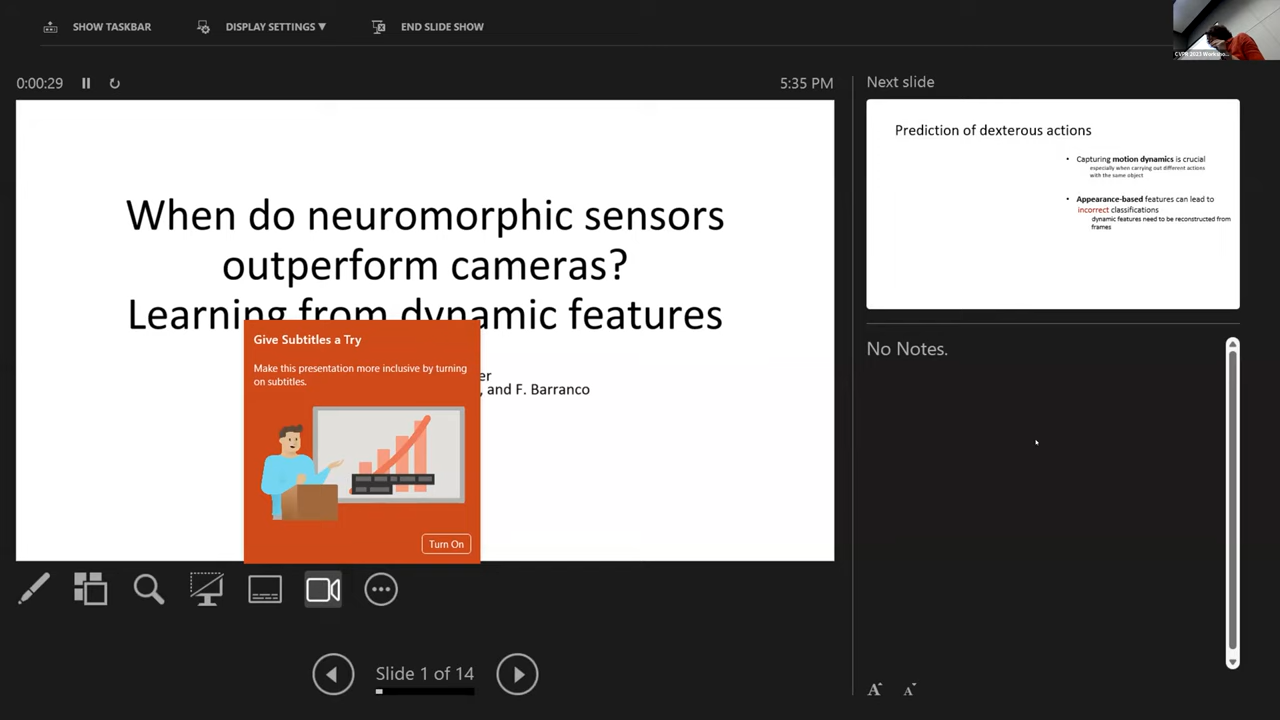 SHOW TASKBAR
DISPLAY SETTINGS ▼
END SLIDE SHOW
0:00:29
5:35 PM
When do neuromorphic sensors
outperform cameras?
Learning from dynamic features
er
, and F. Barranco
Give Subtitles a Try
Make this presentation more inclusive by turning
on subtitles.
Turn On
Slide 1 of 14
Next slide
Prediction of dexterous actions
• Capturing motion dynamics is crucial
especially when carrying out different actions
with the same object
• Appearance-based features can lead to
incorrect classifications
dynamic features need to be reconstructed from
frames
No Notes.
A A
CVPR 2023 Worksho...